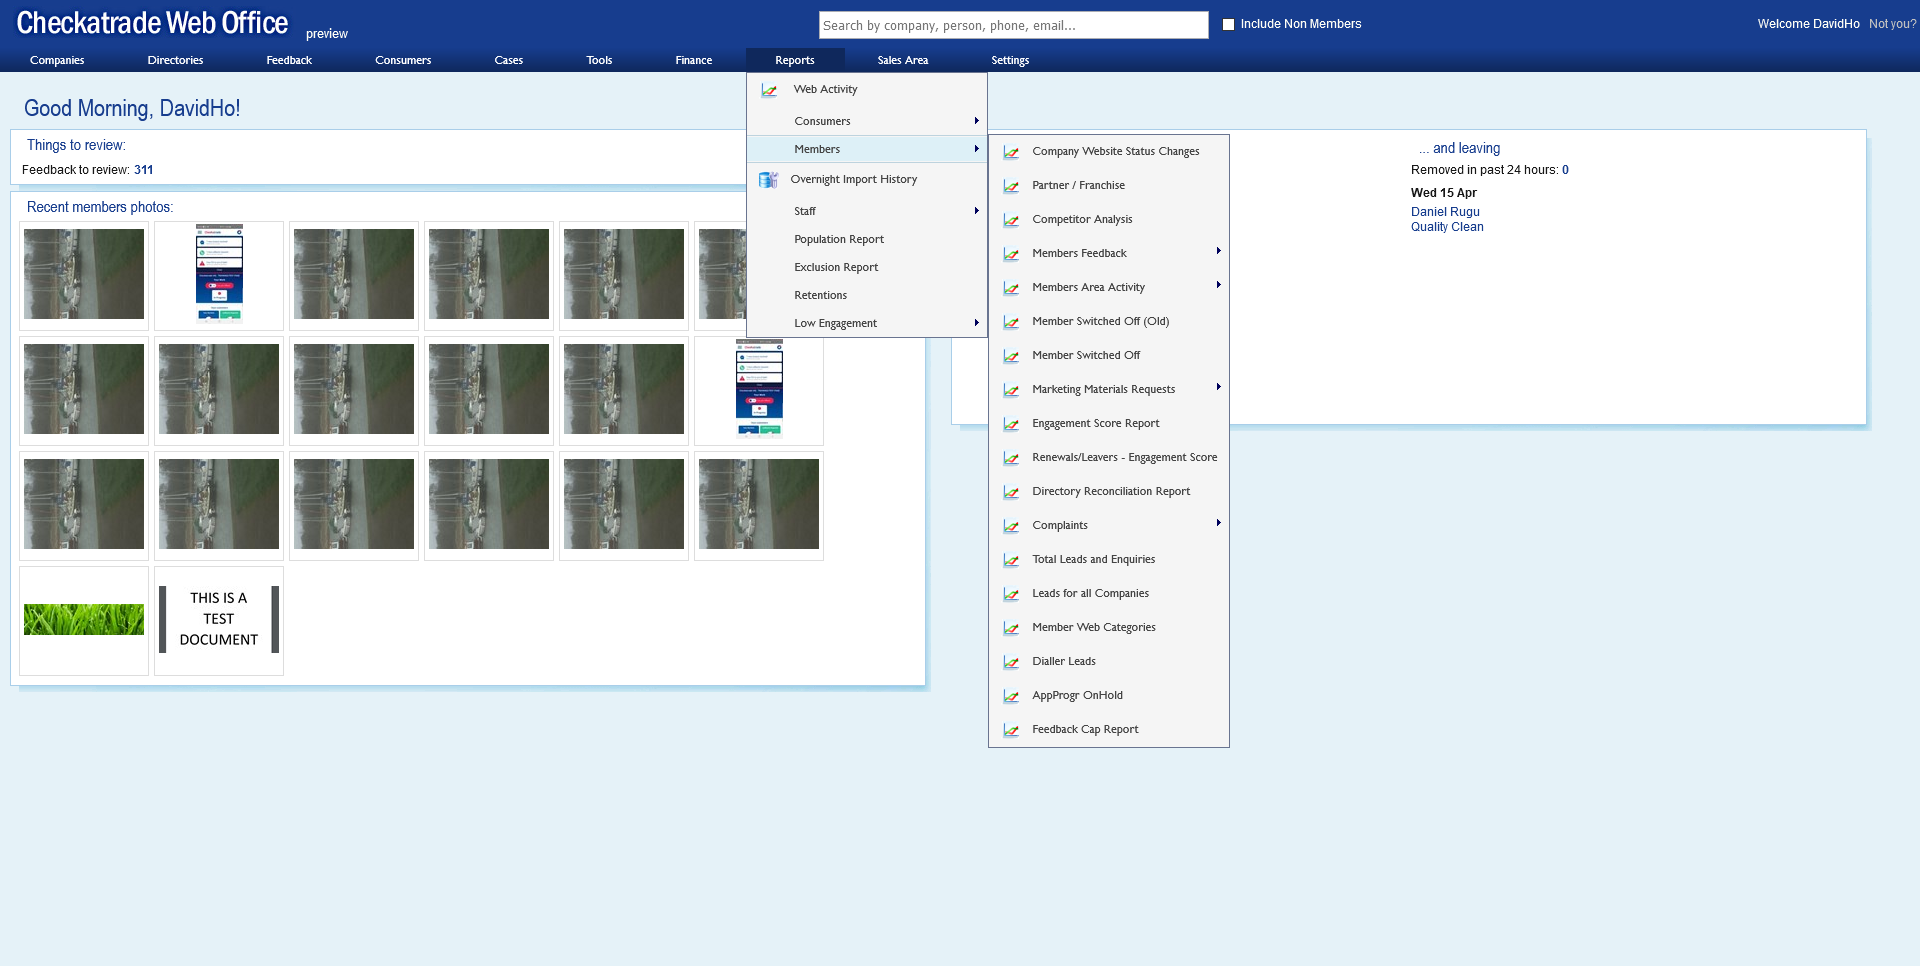 Checkatrade Web Office preview
Search by company, person, phone, email...
Include Non Members
Welcome DavidHo Not you?
Companies Directories Feedback Consumers Cases Tools Finance Reports Sales Area Settings
Good Morning, DavidHo!
Things to review:
Feedback to review: 311
Recent members photos:
THIS IS A
TEST
DOCUMENT
Web Activity
Consumers
Members
Overnight Import History
Staff
Population Report
Exclusion Report
Retentions
Low Engagement
Company Website Status Changes
Partner / Franchise
Competitor Analysis
Members Feedback
Members Area Activity
Member Switched Off (Old)
Member Switched Off
Marketing Materials Requests
Engagement Score Report
Renewals/Leavers - Engagement Score
Directory Reconciliation Report
Complaints
Total Leads and Enquiries
Leads for all Companies
Member Web Categories
Dialler Leads
AppProgr OnHold
Feedback Cap Report
... and leaving
Removed in past 24 hours: 0
Wed 15 Apr
Daniel Rugu
Quality Clean